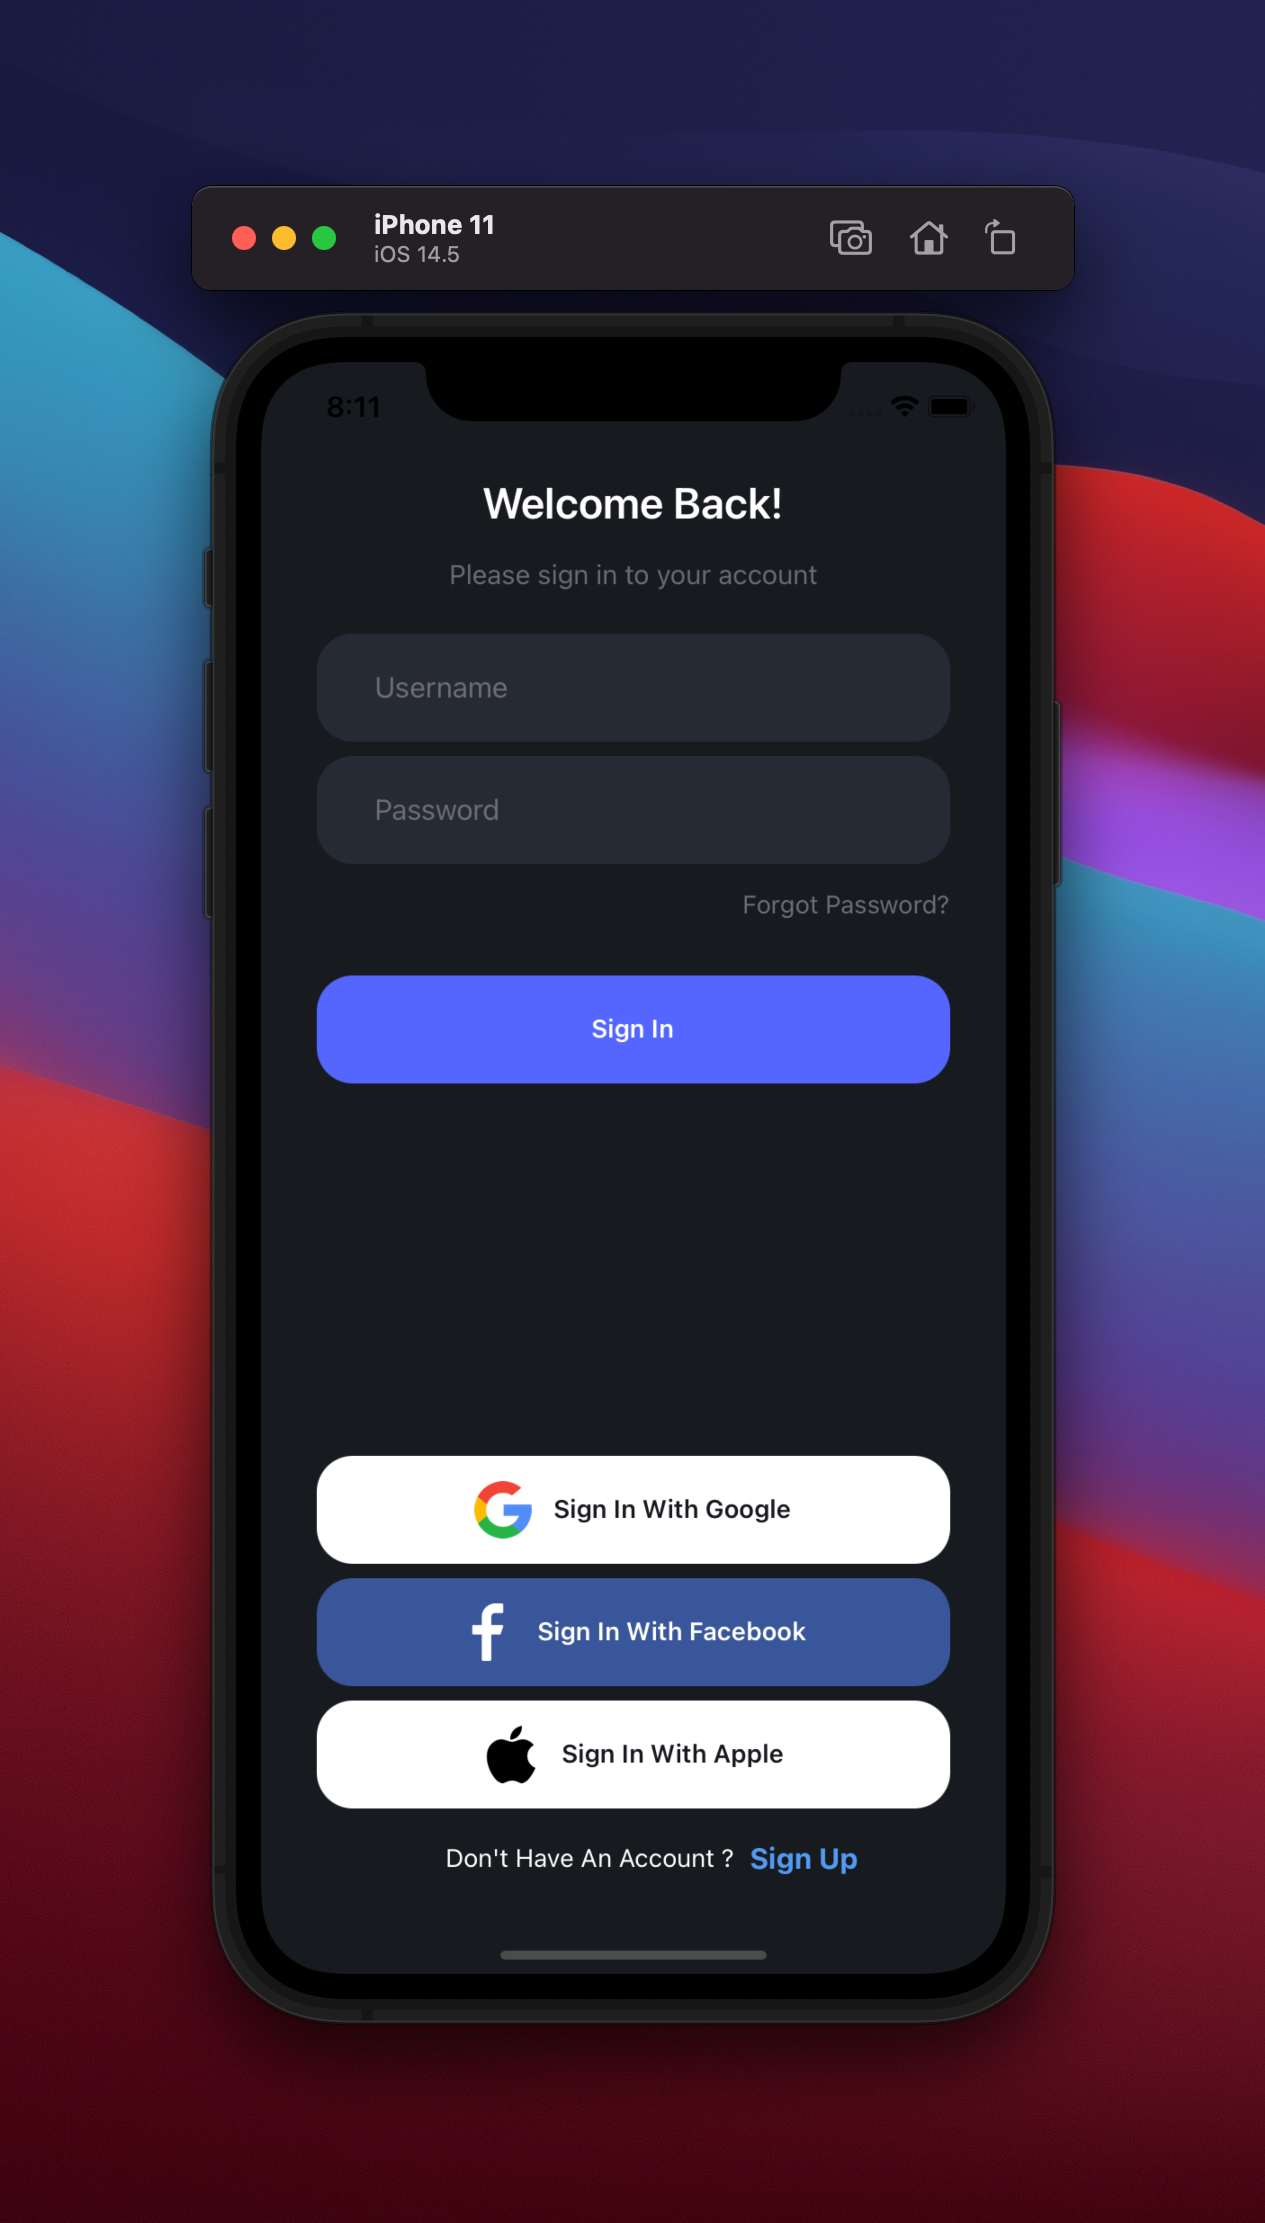 iPhone 11
iOS 14.5
8:11
Welcome Back!
Please sign in to your account
Username
Password
Forgot Password?
Sign In
Sign In With Google
Sign In With Facebook
Sign In With Apple
Don't Have An Account ? Sign Up